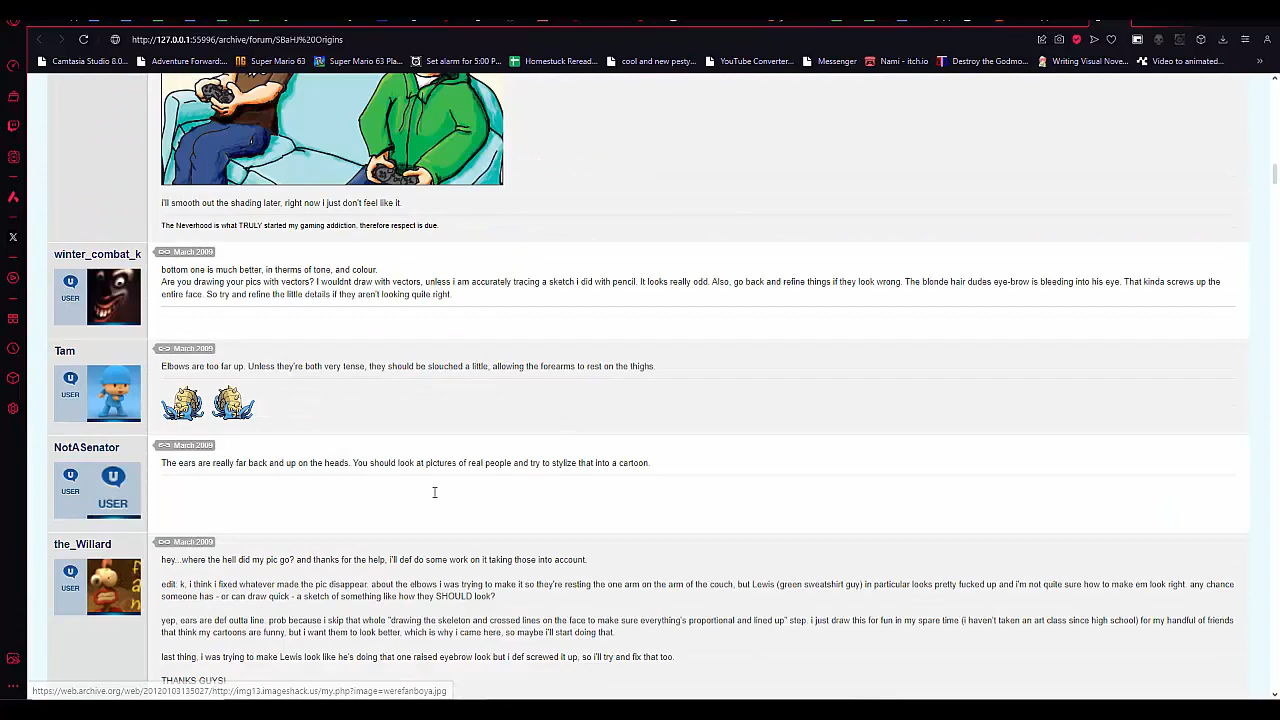 http://127.0.0.1:55996/archive/forum/SBaHJ%20Origins
Camtasia Studio 8.0...
Adventure Forward:...
Super Mario 63
Super Mario 63 Pla...
Set alarm for 5:00 P...
Homestuck Reread...
cool and new pesty...
YouTube Converter...
Messenger
Nami - itch.io
Destroy the Godmo...
Writing Visual Nove...
Video to animated...
i'll smooth out the shading later, right now i just don't feel like it.
The Neverhood is what TRULY started my gaming addiction, therefore respect is due.
winter_combat_k
March 2009
USER
bottom one is much better, in therms of tone, and colour.
Are you drawing your pics with vectors? I wouldnt draw with vectors, unless i am accurately tracing a sketch i did with pencil. It looks really odd. Also, go back and refine things if they look wrong. The blonde hair dudes eye-brow is bleeding into his eye. That kinda screws up the
entire face. So try and refine the little details if they aren't looking quite right.
Tam
March 2009
USER
Elbows are too far up. Unless they're both very tense, they should be slouched a little, allowing the forearms to rest on the thighs.
NotASenator
March 2009
USER
USER
The ears are really far back and up on the heads. You should look at pictures of real people and try to stylize that into a cartoon.
the_Willard
March 2009
USER
hey...where the hell did my pic go? and thanks for the help, i'll def do some work on it taking those into account.
edit: k, i think i fixed whatever made the pic disappear. about the elbows i was trying to make it so they're resting the one arm on the arm of the couch, but Lewis (green sweatshirt guy) in particular looks pretty fucked up and i'm not quite sure how to make em look right. any chance
someone has - or can draw quick - a sketch of something like how they SHOULD look?
yep, ears are def outta line. prob because i skip that whole "drawing the skeleton and crossed lines on the face to make sure everything's proportional and lined up" step. i just draw this for fun in my spare time (i haven't taken an art class since high school) for my handful of friends
that think my cartoons are funny, but i want them to look better, which is why i came here, so maybe i'll start doing that.
last thing, i was trying to make Lewis look like he's doing that one raised eyebrow look but i def screwed it up, so i'll try and fix that too.
THANKS GUYS!
https://web.archive.org/web/20120103135027/http://img13.imageshack.us/my.php?image=werefanboya.jpg